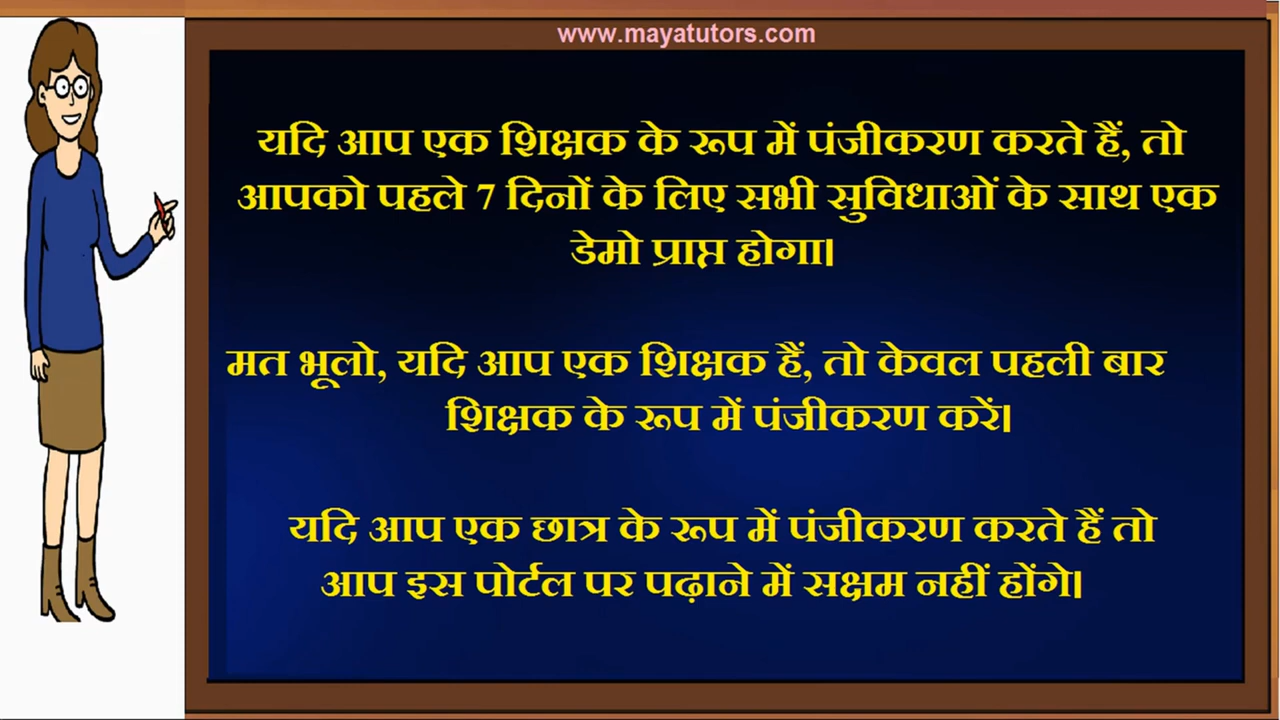 www.mayatutors.com
यदि आप एक शिक्षक के रूप में पंजीकरण करते हैं, तो
आपको पहले 7 दिनों के लिए सभी सुविधाओं के साथ एक
डेमो प्राप्त होगा।
मत भूलो, यदि आप एक शिक्षक हैं, तो केवल पहली बार
शिक्षक के रूप में पंजीकरण करें।
यदि आप एक छात्र के रूप में पंजीकरण करते हैं तो
आप इस पोर्टल पर पढ़ाने में सक्षम नहीं होंगे।